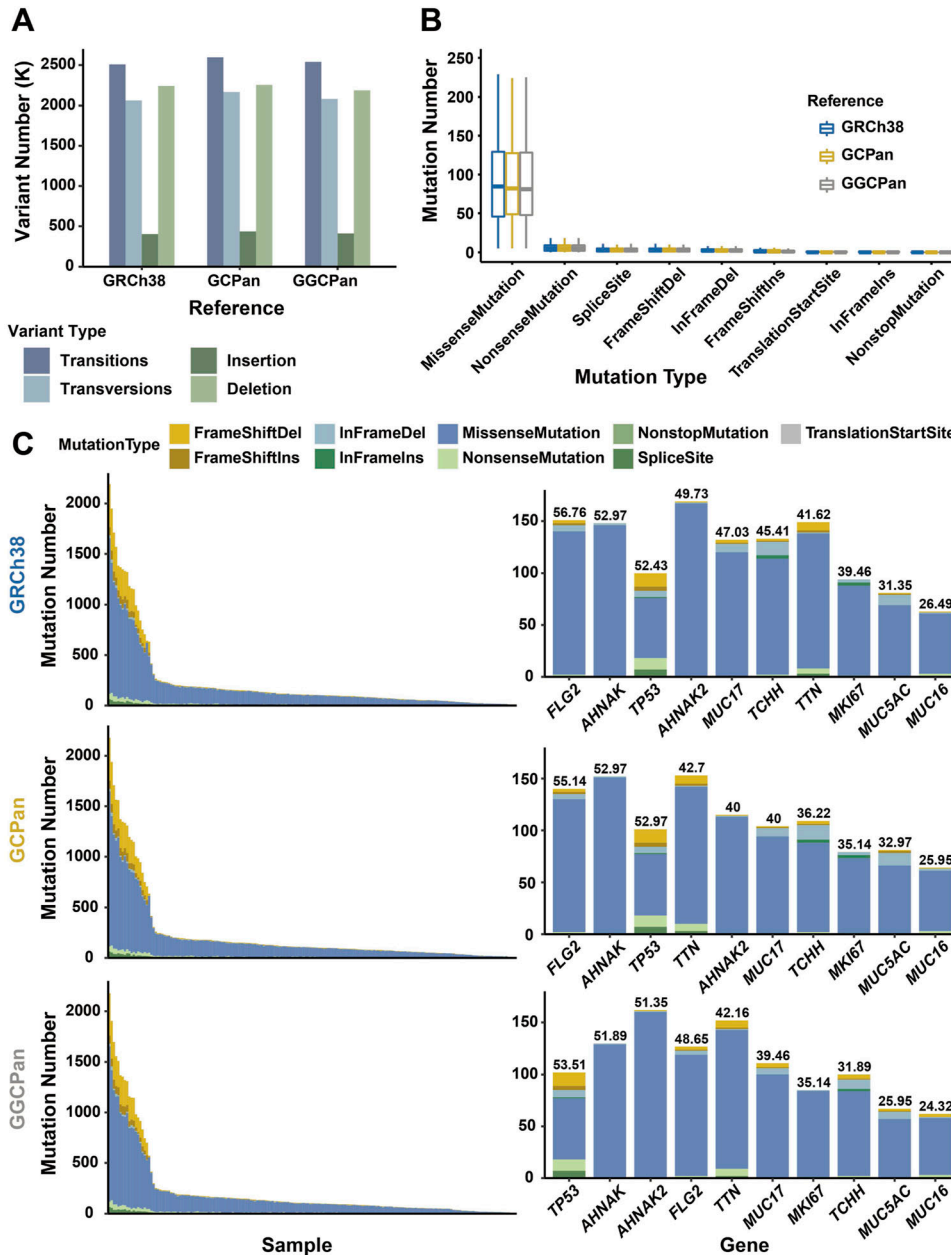 A
Variant Number (K)
2500
2000
1500
1000
500
0
GRCh38
GCPan
GGCPan
Reference
Variant Type
Transitions
Insertion
Transversions
Deletion
B
Mutation Number
250
200
150
100
50
0
Reference
GRCh38
GCPan
GGCPan
MissenseMutation
NonsenseMutation
SpliceSite
FrameShiftDel
InFrameDel
FrameShiftIns
TranslationStartSite
InFrameIns
NonstopMutation
Mutation Type
C
MutationType
FrameShiftDel
InFrameDel
MissenseMutation
NonstopMutation
TranslationStartSite
FrameShiftIns
InFrameIns
NonsenseMutation
SpliceSite
GRCh38
Mutation Number
2000
1500
1000
500
0
150
100
50
0
56.76
52.97
52.43
49.73
47.03
45.41
41.62
39.46
31.35
26.49
FLG2
AHNAK
TP53
AHNAK2
MUC17
TCHH
TTN
MKI67
MUC5AC
MUC16
GCPan
Mutation Number
2000
1500
1000
500
0
150
100
50
0
55.14
52.97
52.97
42.7
40
40
36.22
35.14
32.97
25.95
FLG2
AHNAK
TP53
TTN
AHNAK2
MUC17
TCHH
MKI67
MUC5AC
MUC16
GGCPan
Mutation Number
2000
1500
1000
500
0
150
100
50
0
53.51
51.89
51.35
48.65
42.16
39.46
35.14
31.89
25.95
24.32
TP53
AHNAK
AHNAK2
FLG2
TTN
MUC17
MKI67
TCHH
MUC5AC
MUC16
Sample
Gene